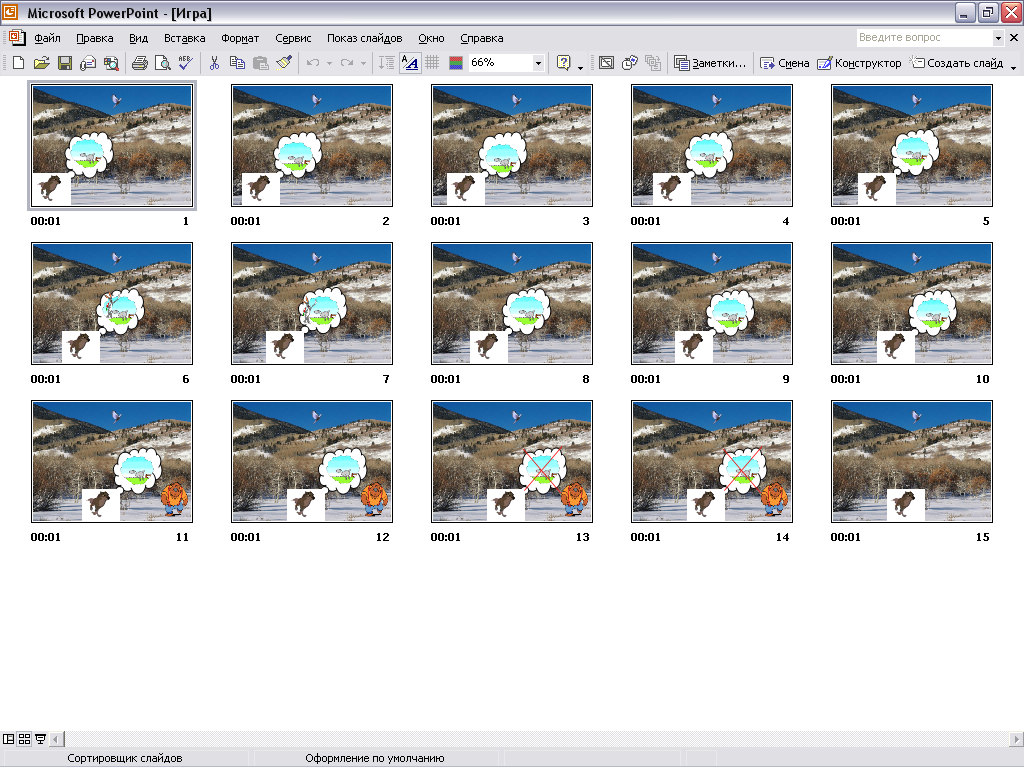 Microsoft PowerPoint - [Игра]
Файл Правка Вид Вставка Формат Сервис Показ слайдов Окно Справка Введите вопрос
66% Заметки... Смена Конструктор Создать слайд
00:01 1 00:01 2 00:01 3 00:01 4 00:01 5
00:01 6 00:01 7 00:01 8 00:01 9 00:01 10
00:01 11 00:01 12 00:01 13 00:01 14 00:01 15
Сортировщик слайдов Оформление по умолчанию